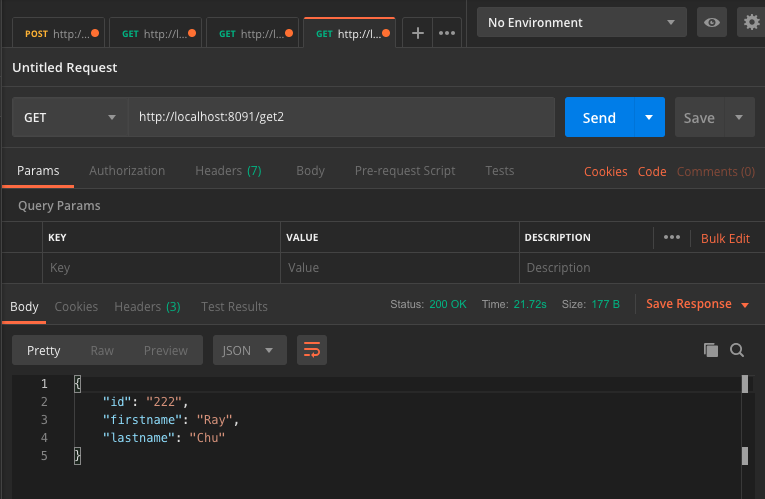 POST http:/... GET http://l... GET http://l... GET http://l... + ••• No Environment
Untitled Request
GET http://localhost:8091/get2 Send Save
Params Authorization Headers (7) Body Pre-request Script Tests Cookies Code Comments (0)
Query Params
KEY VALUE DESCRIPTION ••• Bulk Edit
Key Value Description
Body Cookies Headers (3) Test Results Status: 200 OK Time: 21.72s Size: 177 B Save Response
Pretty Raw Preview JSON
1 {
2 "id": "222",
3 "firstname": "Ray",
4 "lastname": "Chu"
5 }